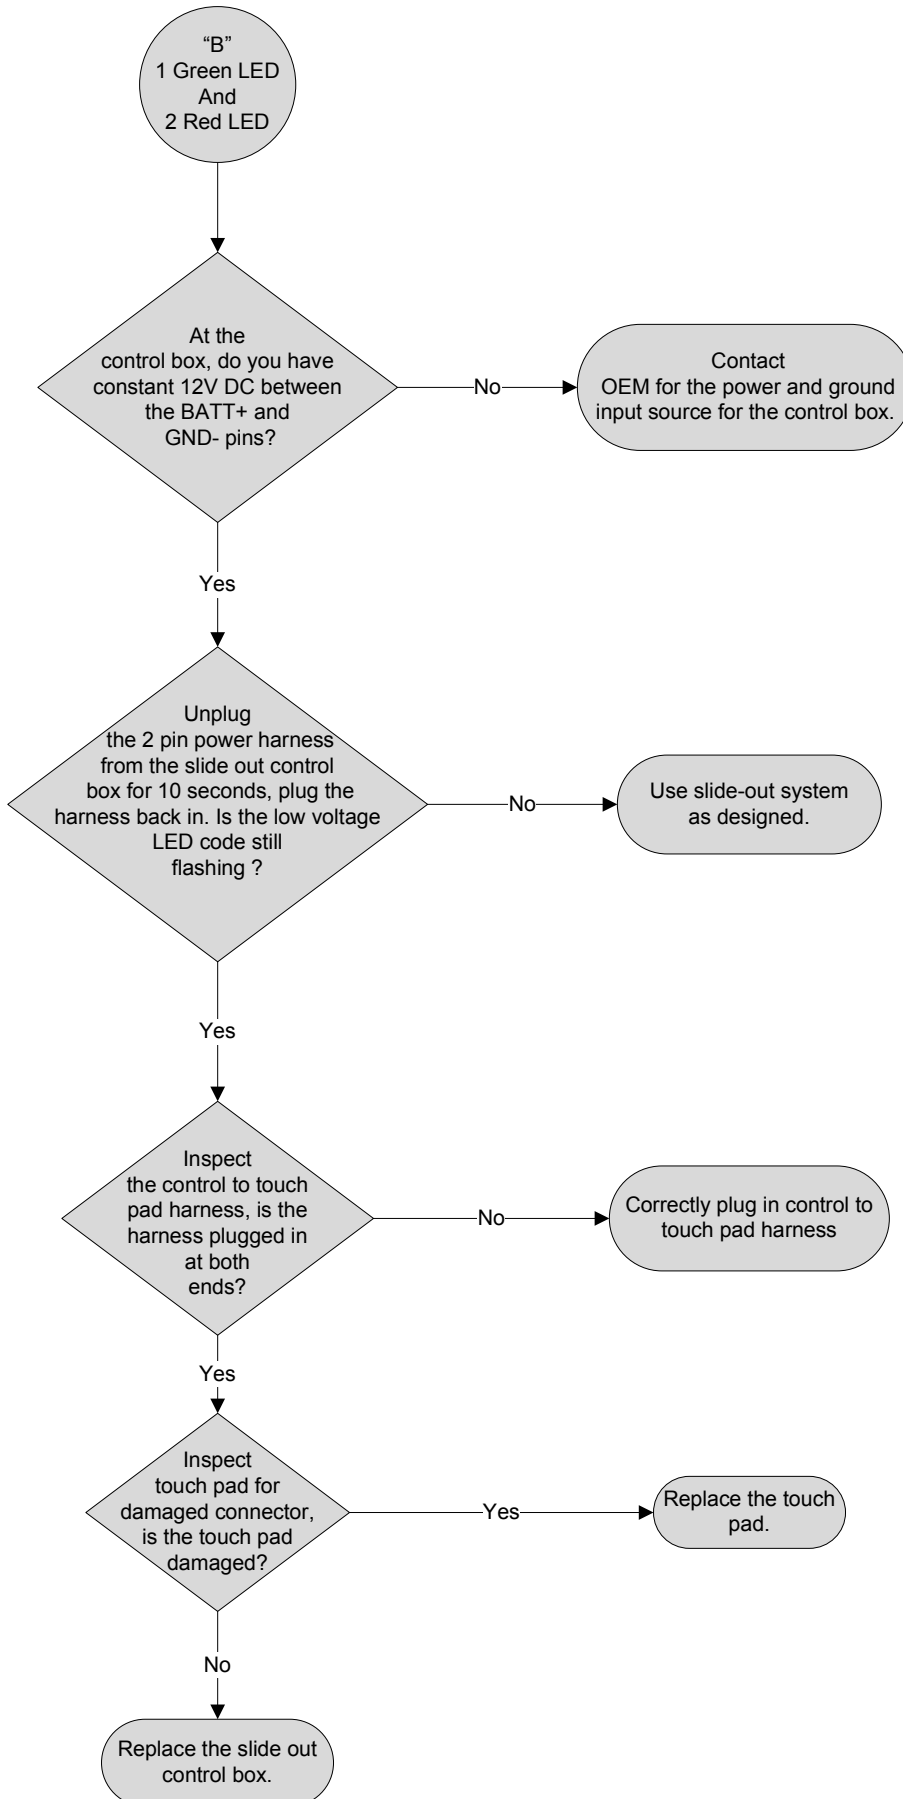 “B”
1 Green LED
And
2 Red LED
At the
control box, do you have
constant 12V DC between
the BATT+ and
GND- pins?
No
Contact
OEM for the power and ground
input source for the control box.
Yes
Unplug
the 2 pin power harness
from the slide out control
box for 10 seconds, plug the
harness back in. Is the low voltage
LED code still
flashing ?
No
Use slide-out system
as designed.
Yes
Inspect
the control to touch
pad harness, is the
harness plugged in
at both
ends?
No
Correctly plug in control to
touch pad harness
Yes
Inspect
touch pad for
damaged connector,
is the touch pad
damaged?
Yes
Replace the touch
pad.
No
Replace the slide out
control box.